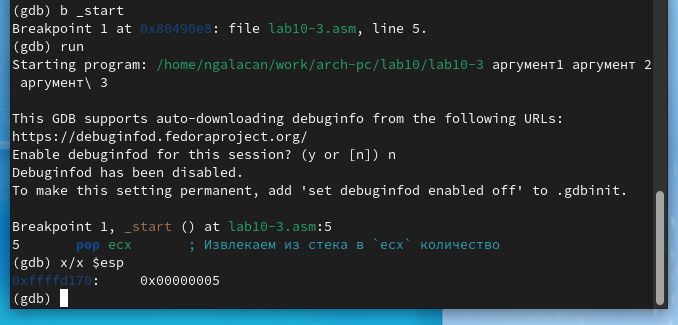 (gdb) b _start
Breakpoint 1 at 0x80490e8: file lab10-3.asm, line 5.
(gdb) run
Starting program: /home/ngalacan/work/arch-pc/lab10/lab10-3 аргумент1 аргумент 2
 аргумент\ 3

This GDB supports auto-downloading debuginfo from the following URLs:
https://debuginfod.fedoraproject.org/
Enable debuginfod for this session? (y or [n]) n
Debuginfod has been disabled.
To make this setting permanent, add 'set debuginfod enabled off' to .gdbinit.

Breakpoint 1, _start () at lab10-3.asm:5
5       pop ecx       ; Извлекаем из стека в `ecx` количество
(gdb) x/x $esp
0xffffd170:     0x00000005
(gdb)